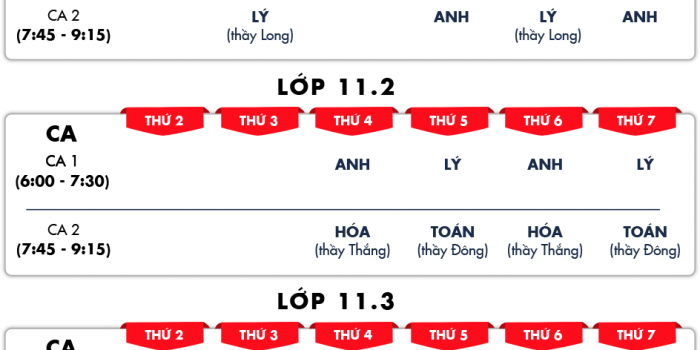 CA 2 LÝ ANH LÝ ANH
(7:45 - 9:15) (thầy Long) (thầy Long)
LỚP 11.2
CA THỨ 2 THỨ 3 THỨ 4 THỨ 5 THỨ 6 THỨ 7
CA 1 ANH LÝ ANH LÝ
(6:00 - 7:30)
CA 2 HÓA TOÁN HÓA TOÁN
(7:45 - 9:15) (thầy Thắng) (thầy Đông) (thầy Thắng) (thầy Đông)
LỚP 11.3
CA THỨ 2 THỨ 3 THỨ 4 THỨ 5 THỨ 6 THỨ 7